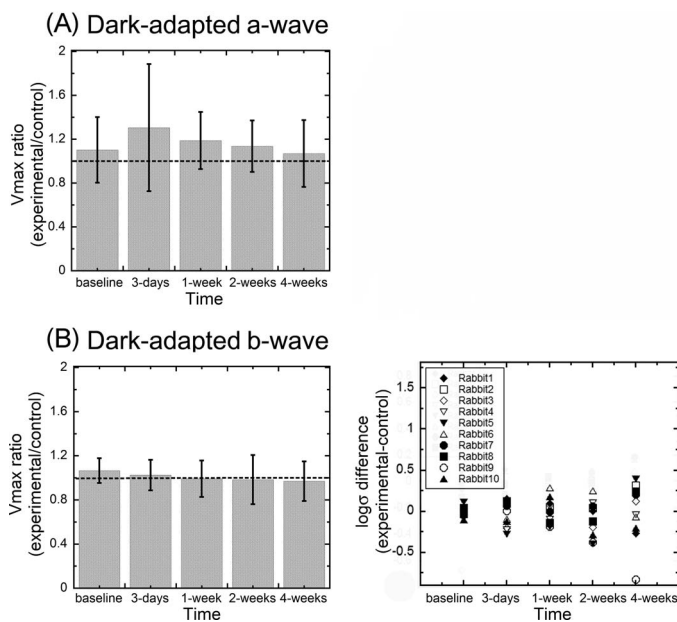 (A) Dark-adapted a-wave
Vmax ratio
(experimental/control)
2
1.6
1.2
0.8
0.4
0
baseline 3-days 1-week 2-weeks 4-weeks
Time
(B) Dark-adapted b-wave
Vmax ratio
(experimental/control)
2
1.6
1.2
0.8
0.4
0
baseline 3-days 1-week 2-weeks 4-weeks
Time
logσ difference
(experimental-control)
1.5
1
0.5
0
-0.5
Rabbit1
Rabbit2
Rabbit3
Rabbit4
Rabbit5
Rabbit6
Rabbit7
Rabbit8
Rabbit9
Rabbit10
baseline 3-days 1-week 2-weeks 4-weeks
Time